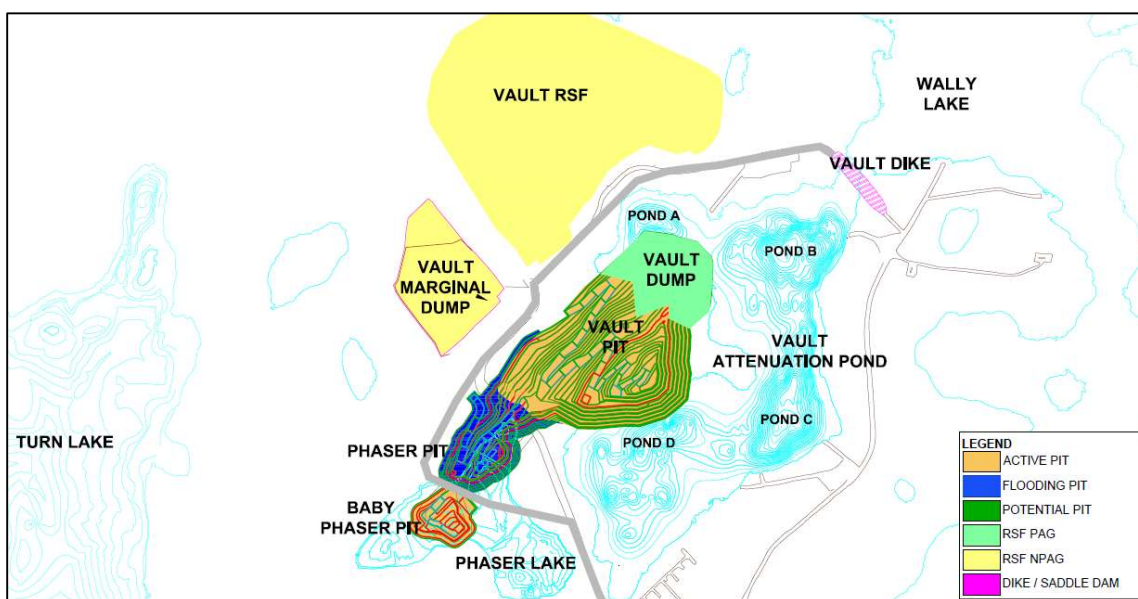 VAULT RSF
WALLY
LAKE
VAULT DIKE
POND A
POND B
VAULT
MARGINAL
DUMP
VAULT
DUMP
VAULT
PIT
VAULT
ATTENUATION POND
POND C
POND D
TURN LAKE
PHASER PIT
BABY
PHASER PIT
PHASER LAKE
LEGEND
ACTIVE PIT
FLOODING PIT
POTENTIAL PIT
RSF PAG
RSF NPAG
DIKE / SADDLE DAM